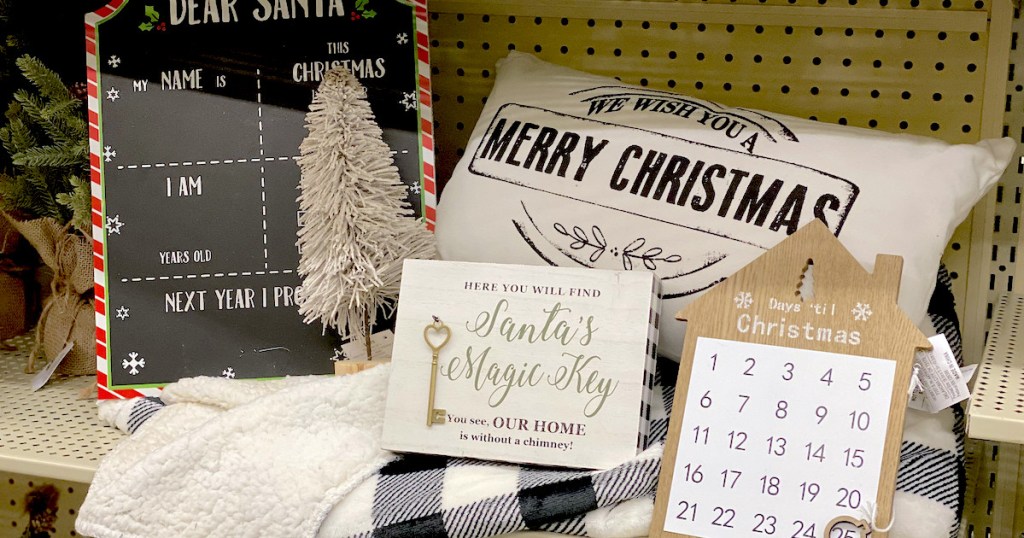 DEAR SANTA
MY NAME IS
THIS
CHRISTMAS
I AM
YEARS OLD
NEXT YEAR I PRO
WE WISH YOU A
MERRY CHRISTMAS
HERE YOU WILL FIND
Santa's
Magic Key
You see, OUR HOME
is without a chimney!
Days 'til
Christmas
1 2 3 4 5
6 7 8 9 10
11 12 13 14 15
16 17 18 19 20
21 22 23 24 25